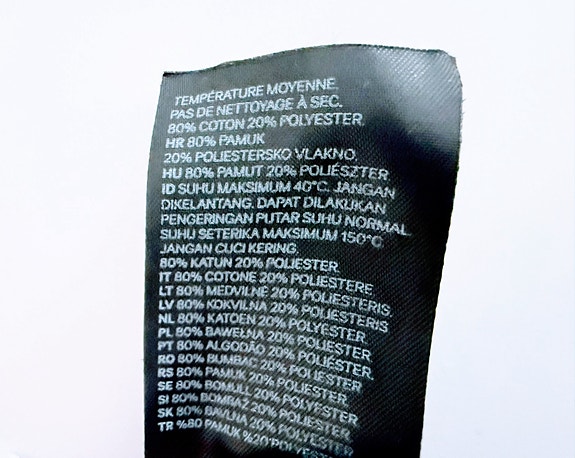 TEMPÉRATURE MOYENNE.
PAS DE NETTOYAGE À SEC.
80% COTON 20% POLYESTER
HR 80% PAMUK
20% POLIESTERSKO VLAKNO
HU 80% PAMUT 20% POLIÉSZTER
ID SUHU MAKSIMUM 40°C. JANGAN
DIKELANTANG. DAPAT DILAKUKAN
PENGERINGAN PUTAR SUHU NORMAL.
SUHU SETERIKA MAKSIMUM 150°C
JANGAN CUCI KERING.
80% KATUN 20% POLIESTER
IT 80% COTONE 20% POLIESTERE
LT 80% MEDVILNĖ 20% POLIESTERIS
LV 80% KOKVILNA 20% POLIESTERIS
NL 80% KATOEN 20% POLYESTER
PL 80% BAWEŁNA 20% POLIESTER
PT 80% ALGODÃO 20% POLIÉSTER
RO 80% BUMBAC 20% POLIESTER
RS 80% PAMUK 20% POLIESTER
SE 80% BOMULL 20% POLYESTER
SI 80% BOMBAŽ 20% POLIESTER
SK 80% BAVLNA 20% POLYESTER
TR %80 PAMUK %20 POLYESTER